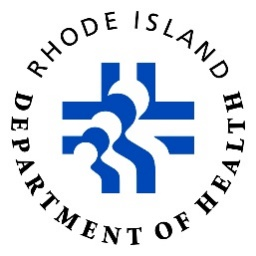 RHODE ISLAND
DEPARTMENT OF HEALTH